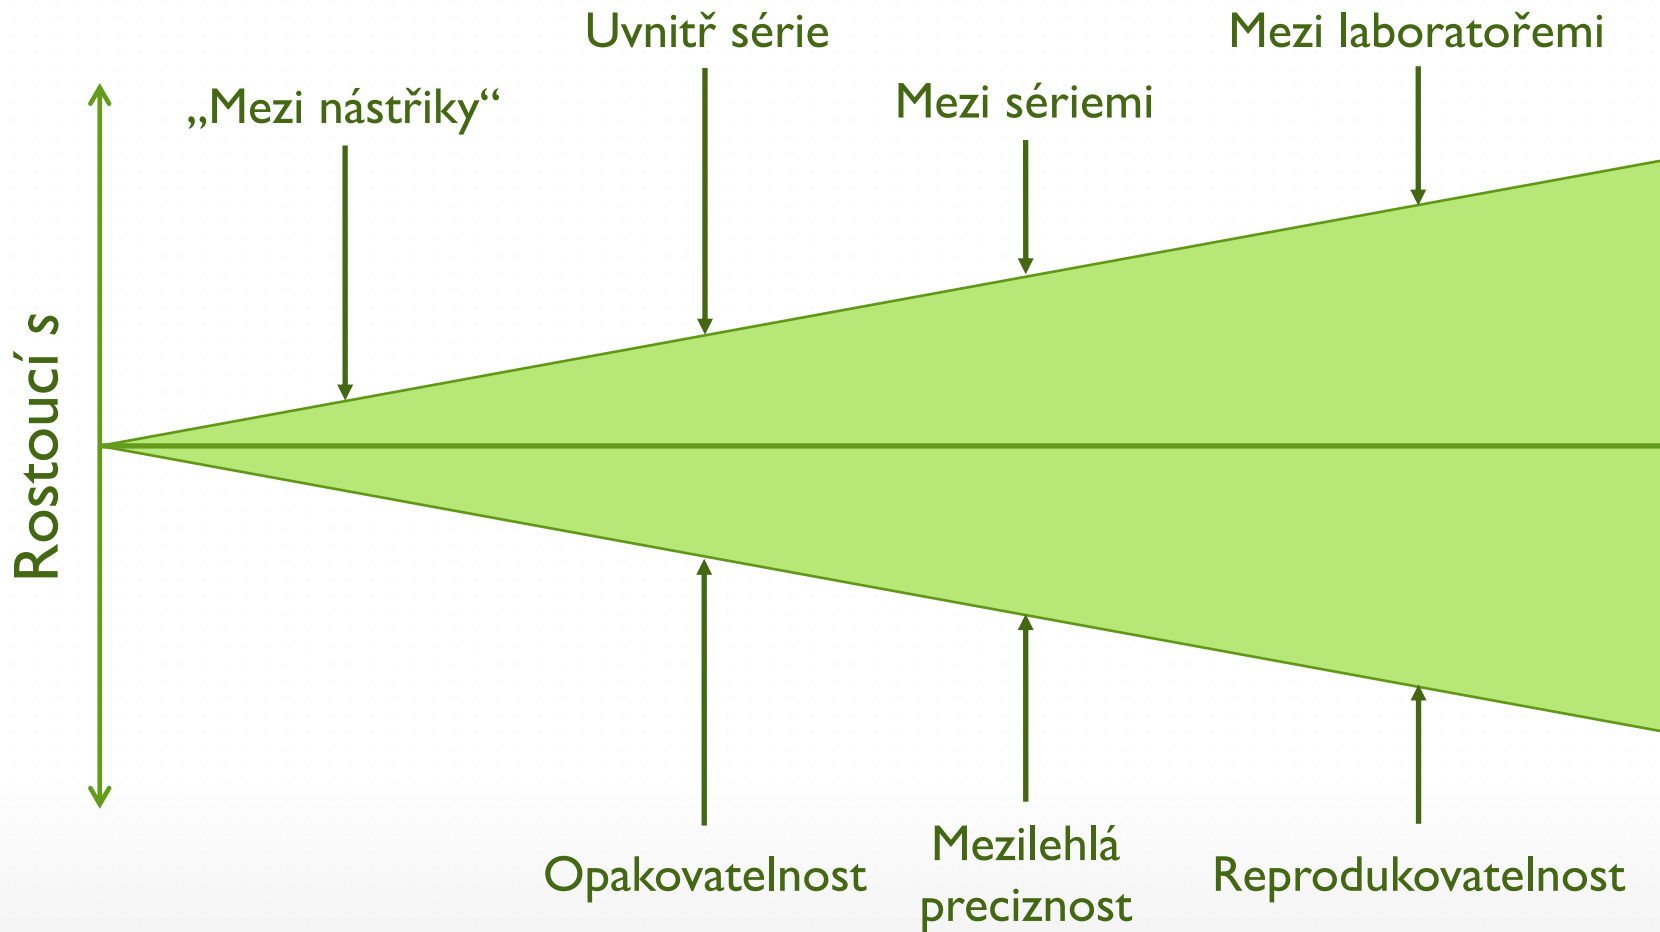 Uvnitř série
Mezi laboratořemi
„Mezi nástřiky“
Mezi sériemi
Rostoucí s
Opakovatelnost
Mezilehlá
preciznost
Reprodukovatelnost